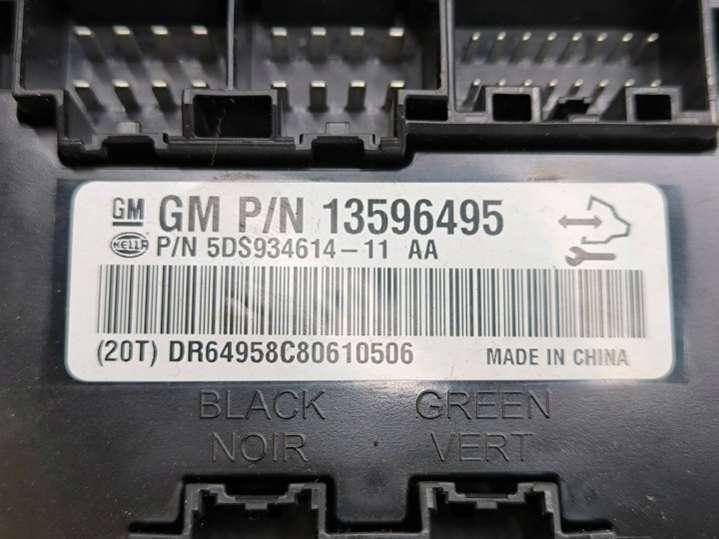 GM GM P/N 13596495
HELLA P/N 5DS934614-11 AA
(20T) DR64958C80610506 MADE IN CHINA
BLACK GREEN
NOIR VERT